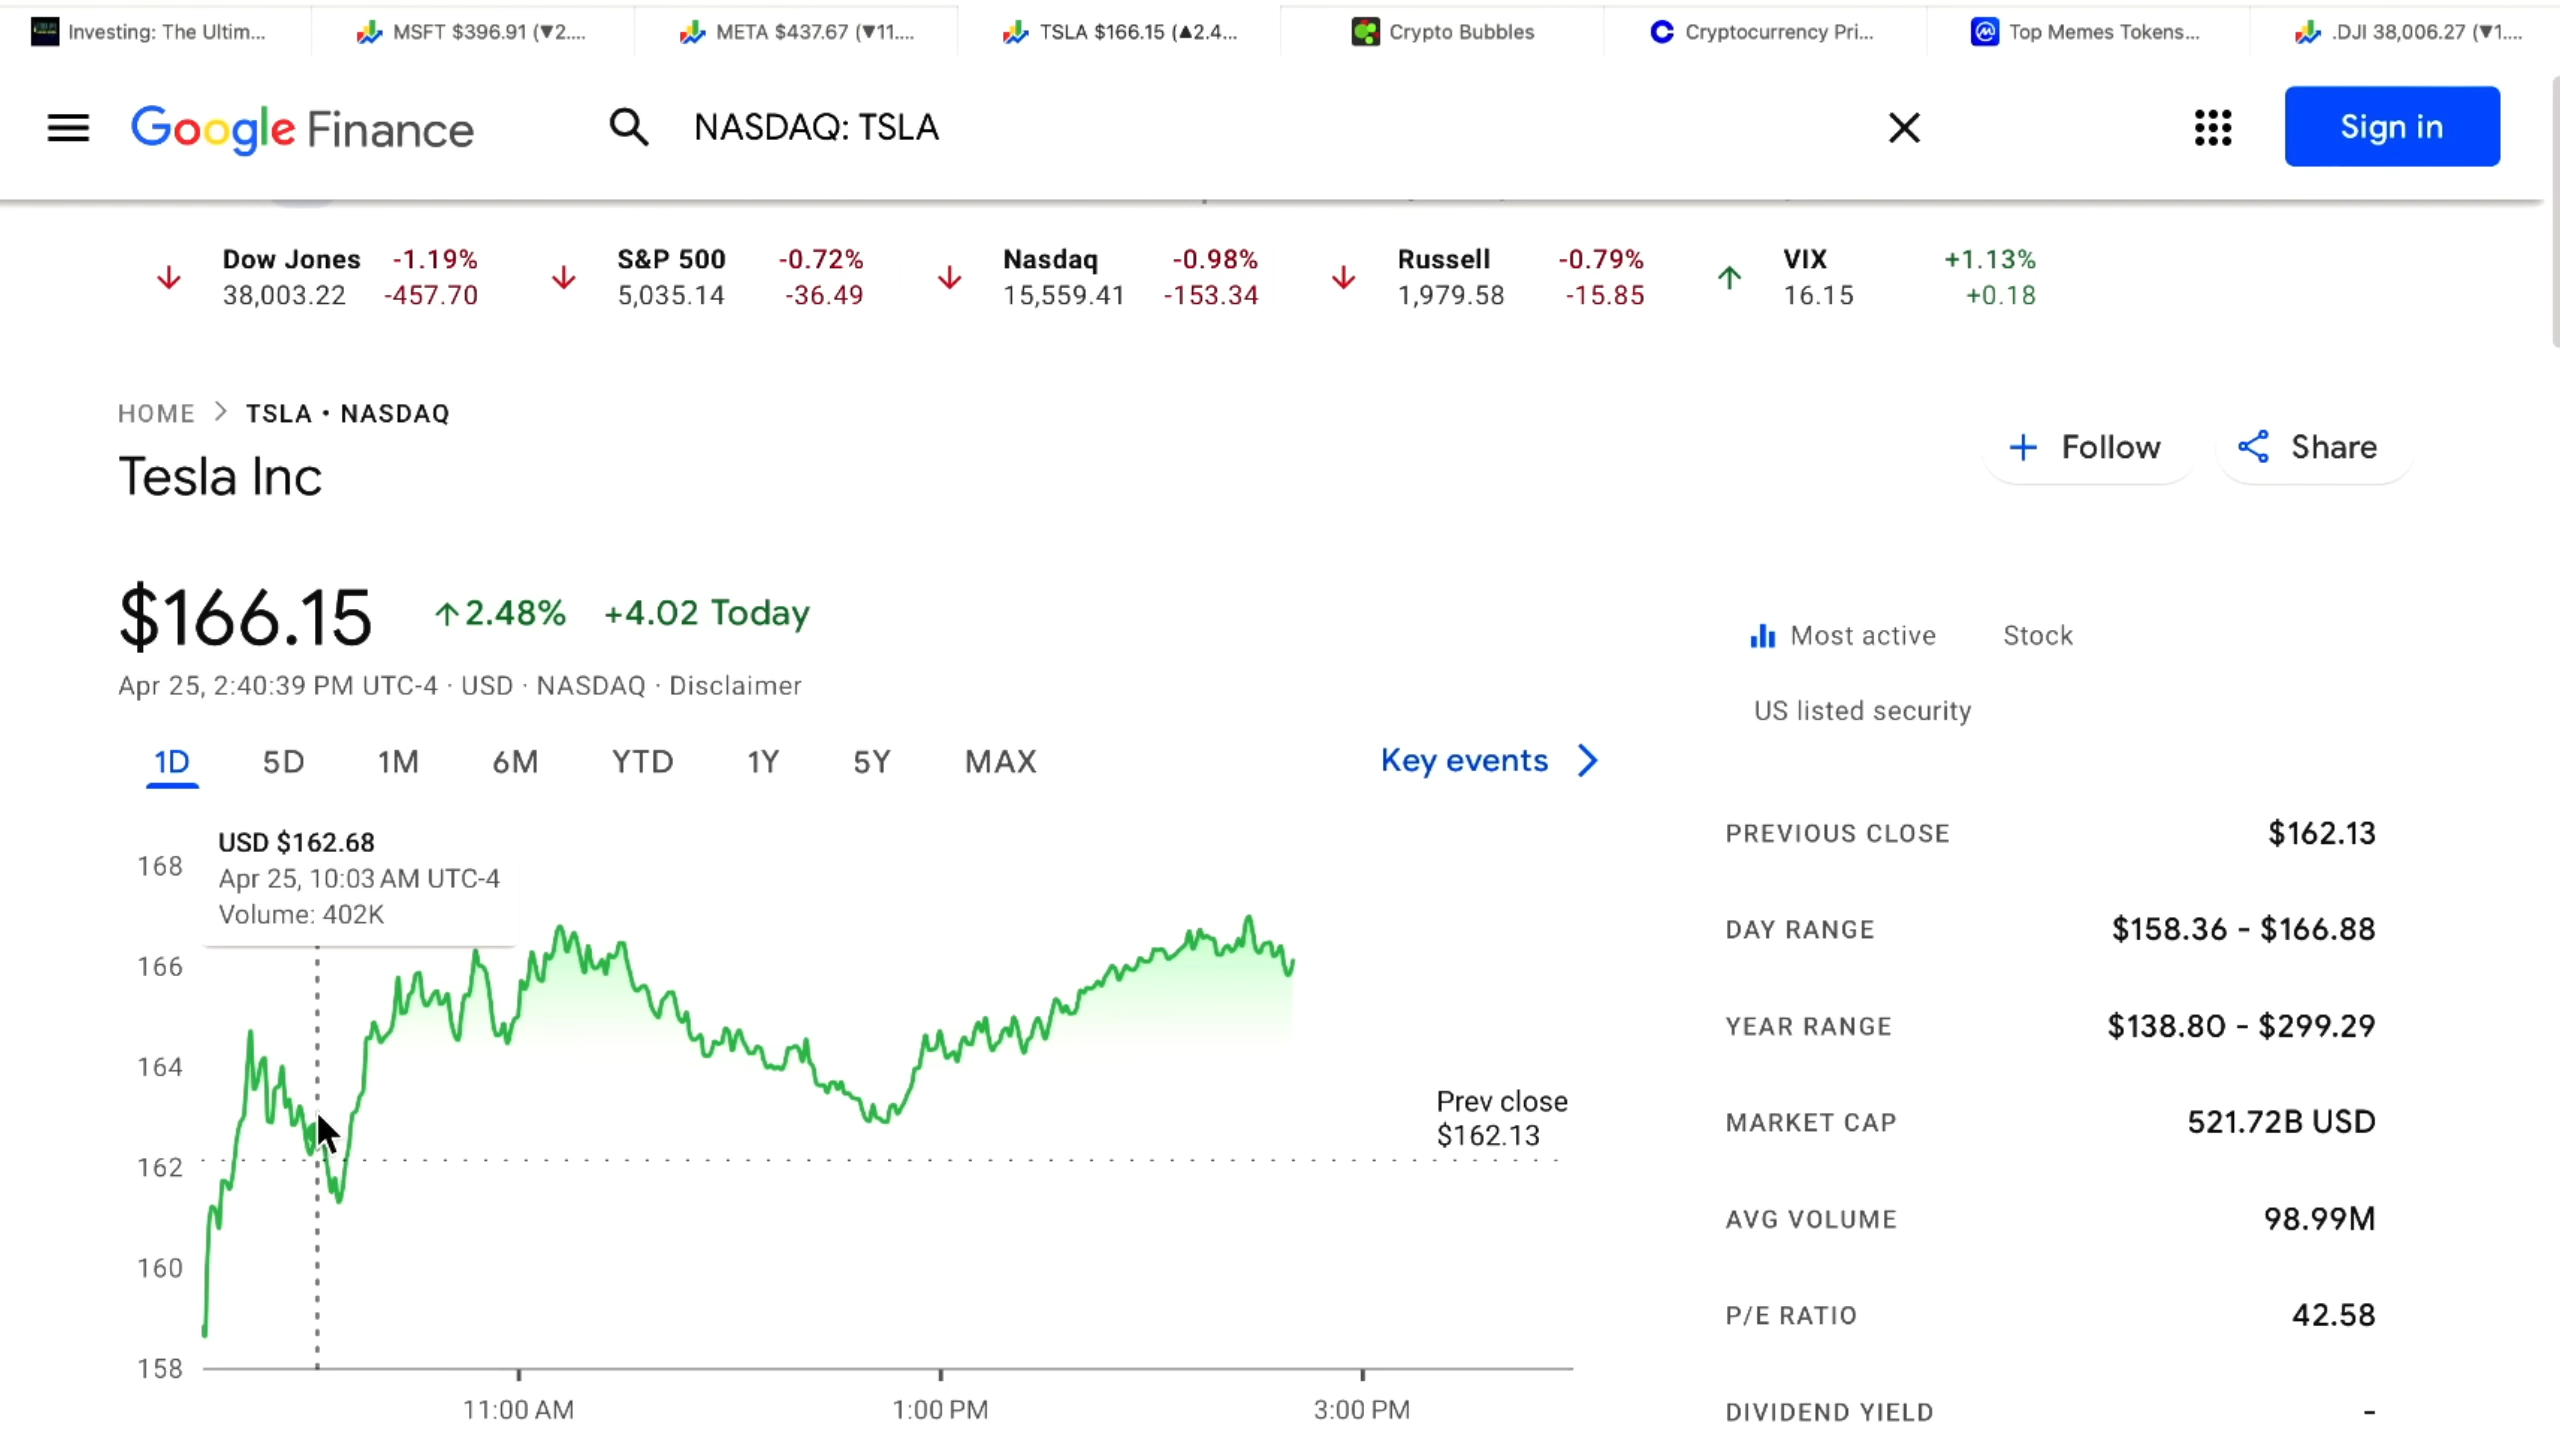 Investing: The Ultim...
MSFT $396.91 (▼2....
META $437.67 (▼11....
TSLA $166.15 (▲2.4...
Crypto Bubbles
Cryptocurrency Pri...
Top Memes Tokens...
.DJI 38,006.27 (▼1....
Google Finance
NASDAQ: TSLA
Sign in
Dow Jones -1.19%
38,003.22 -457.70
S&P 500 -0.72%
5,035.14 -36.49
Nasdaq -0.98%
15,559.41 -153.34
Russell -0.79%
1,979.58 -15.85
VIX +1.13%
16.15 +0.18
HOME > TSLA • NASDAQ
Tesla Inc
+ Follow
Share
$166.15 ↑2.48% +4.02 Today
Apr 25, 2:40:39 PM UTC-4 · USD · NASDAQ · Disclaimer
Most active
Stock
US listed security
1D 5D 1M 6M YTD 1Y 5Y MAX
Key events
USD $162.68
Apr 25, 10:03 AM UTC-4
Volume: 402K
168
166
164
162
160
158
Prev close
$162.13
11:00 AM 1:00 PM 3:00 PM
PREVIOUS CLOSE $162.13
DAY RANGE $158.36 - $166.88
YEAR RANGE $138.80 - $299.29
MARKET CAP 521.72B USD
AVG VOLUME 98.99M
P/E RATIO 42.58
DIVIDEND YIELD -